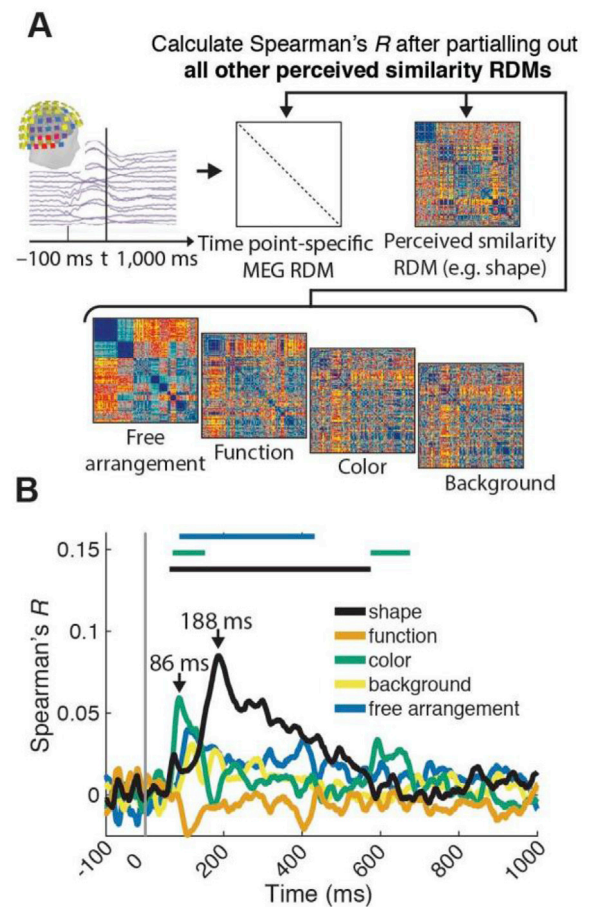 A
Calculate Spearman's R after partialling out
all other perceived similarity RDMs
−100 ms t 1,000 ms
Time point-specific
MEG RDM
Perceived smilarity
RDM (e.g. shape)
Free
arrangement
Function
Color
Background
B
0.15
0.1
0.05
0
Spearman's R
188 ms
86 ms
shape
function
color
background
free arrangement
-100
0
200
400
600
800
1000
Time (ms)